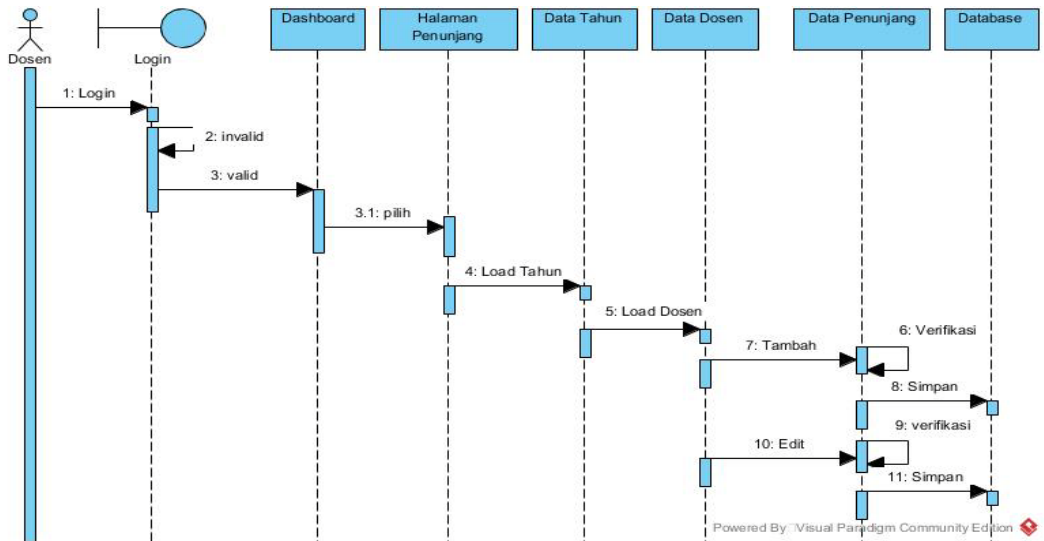 Dashboard
Halaman
Penunjang
Data Tahun
Data Dosen
Data Penunjang
Database
Dosen
Login
1: Login
2: invalid
3: valid
3.1: pilih
4: Load Tahun
5: Load Dosen
6: Verifikasi
7: Tambah
8: Simpan
9: verifikasi
10: Edit
11: Simpan
Powered By Visual Paradigm Community Edition